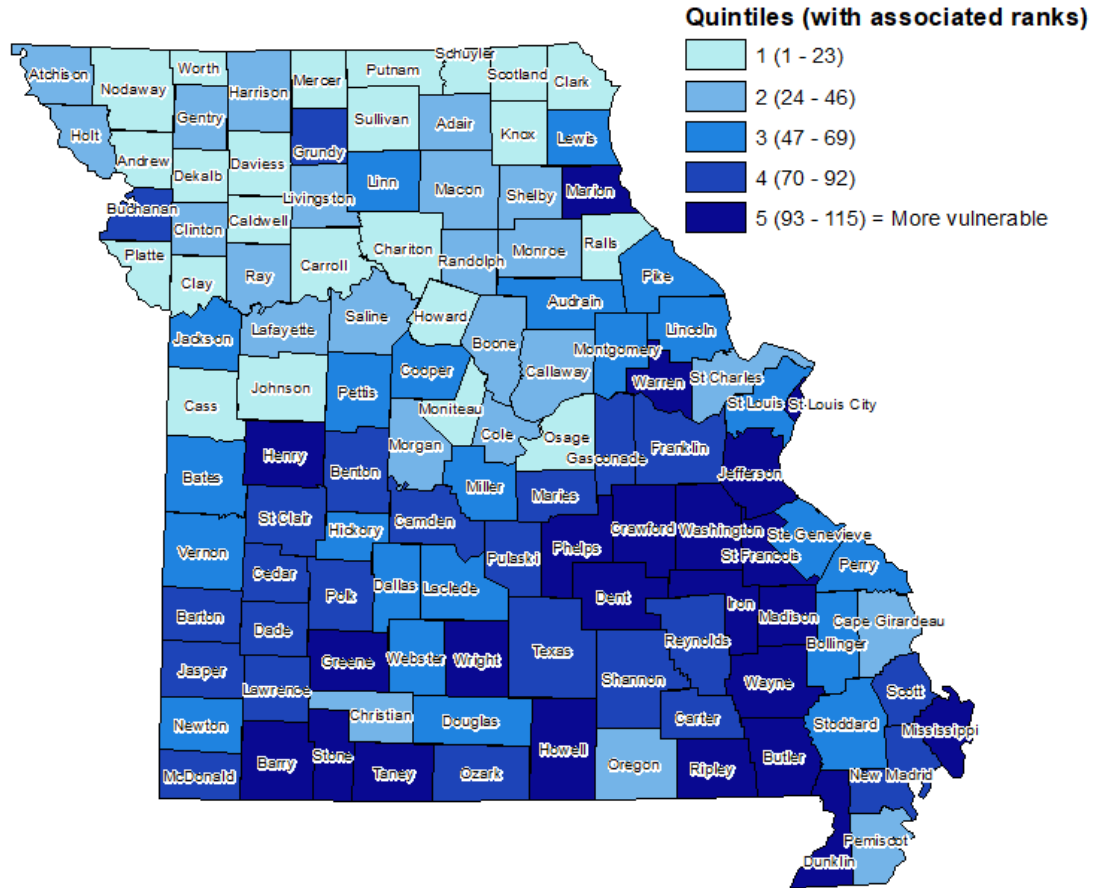 Quintiles (with associated ranks)
1 (1 - 23)
2 (24 - 46)
3 (47 - 69)
4 (70 - 92)
5 (93 - 115) = More vulnerable
Atchison
Nodaway
Worth
Harrison
Mercer
Putnam
Schuyler
Scotland
Clark
Gentry
Holt
Andrew
Dekalb
Daviess
Grundy
Sullivan
Adair
Knox
Lewis
Buchanan
Clinton
Caldwell
Livingston
Linn
Macon
Shelby
Marion
Platte
Clay
Ray
Carroll
Chariton
Randolph
Monroe
Ralls
Pike
Jackson
Lafayette
Saline
Howard
Boone
Audrain
Callaway
Montgomery
Lincoln
Cass
Johnson
Pettis
Cooper
Moniteau
Warren
St Charles
St Louis
St Louis City
Bates
Henry
Benton
Morgan
Cole
Osage
Gasconade
Franklin
Jefferson
Miller
Maries
Vernon
St Clair
Hickory
Camden
Pulaski
Phelps
Crawford
Washington
St Francois
Ste Genevieve
Perry
Barton
Cedar
Polk
Dallas
Laclede
Dent
Iron
Madison
Bollinger
Cape Girardeau
Jasper
Dade
Greene
Webster
Wright
Texas
Shannon
Reynolds
Wayne
Scott
Newton
Lawrence
Christian
Douglas
Carter
Stoddard
Mississippi
McDonald
Barry
Stone
Taney
Ozark
Howell
Oregon
Ripley
Butler
New Madrid
Dunklin
Pemiscot